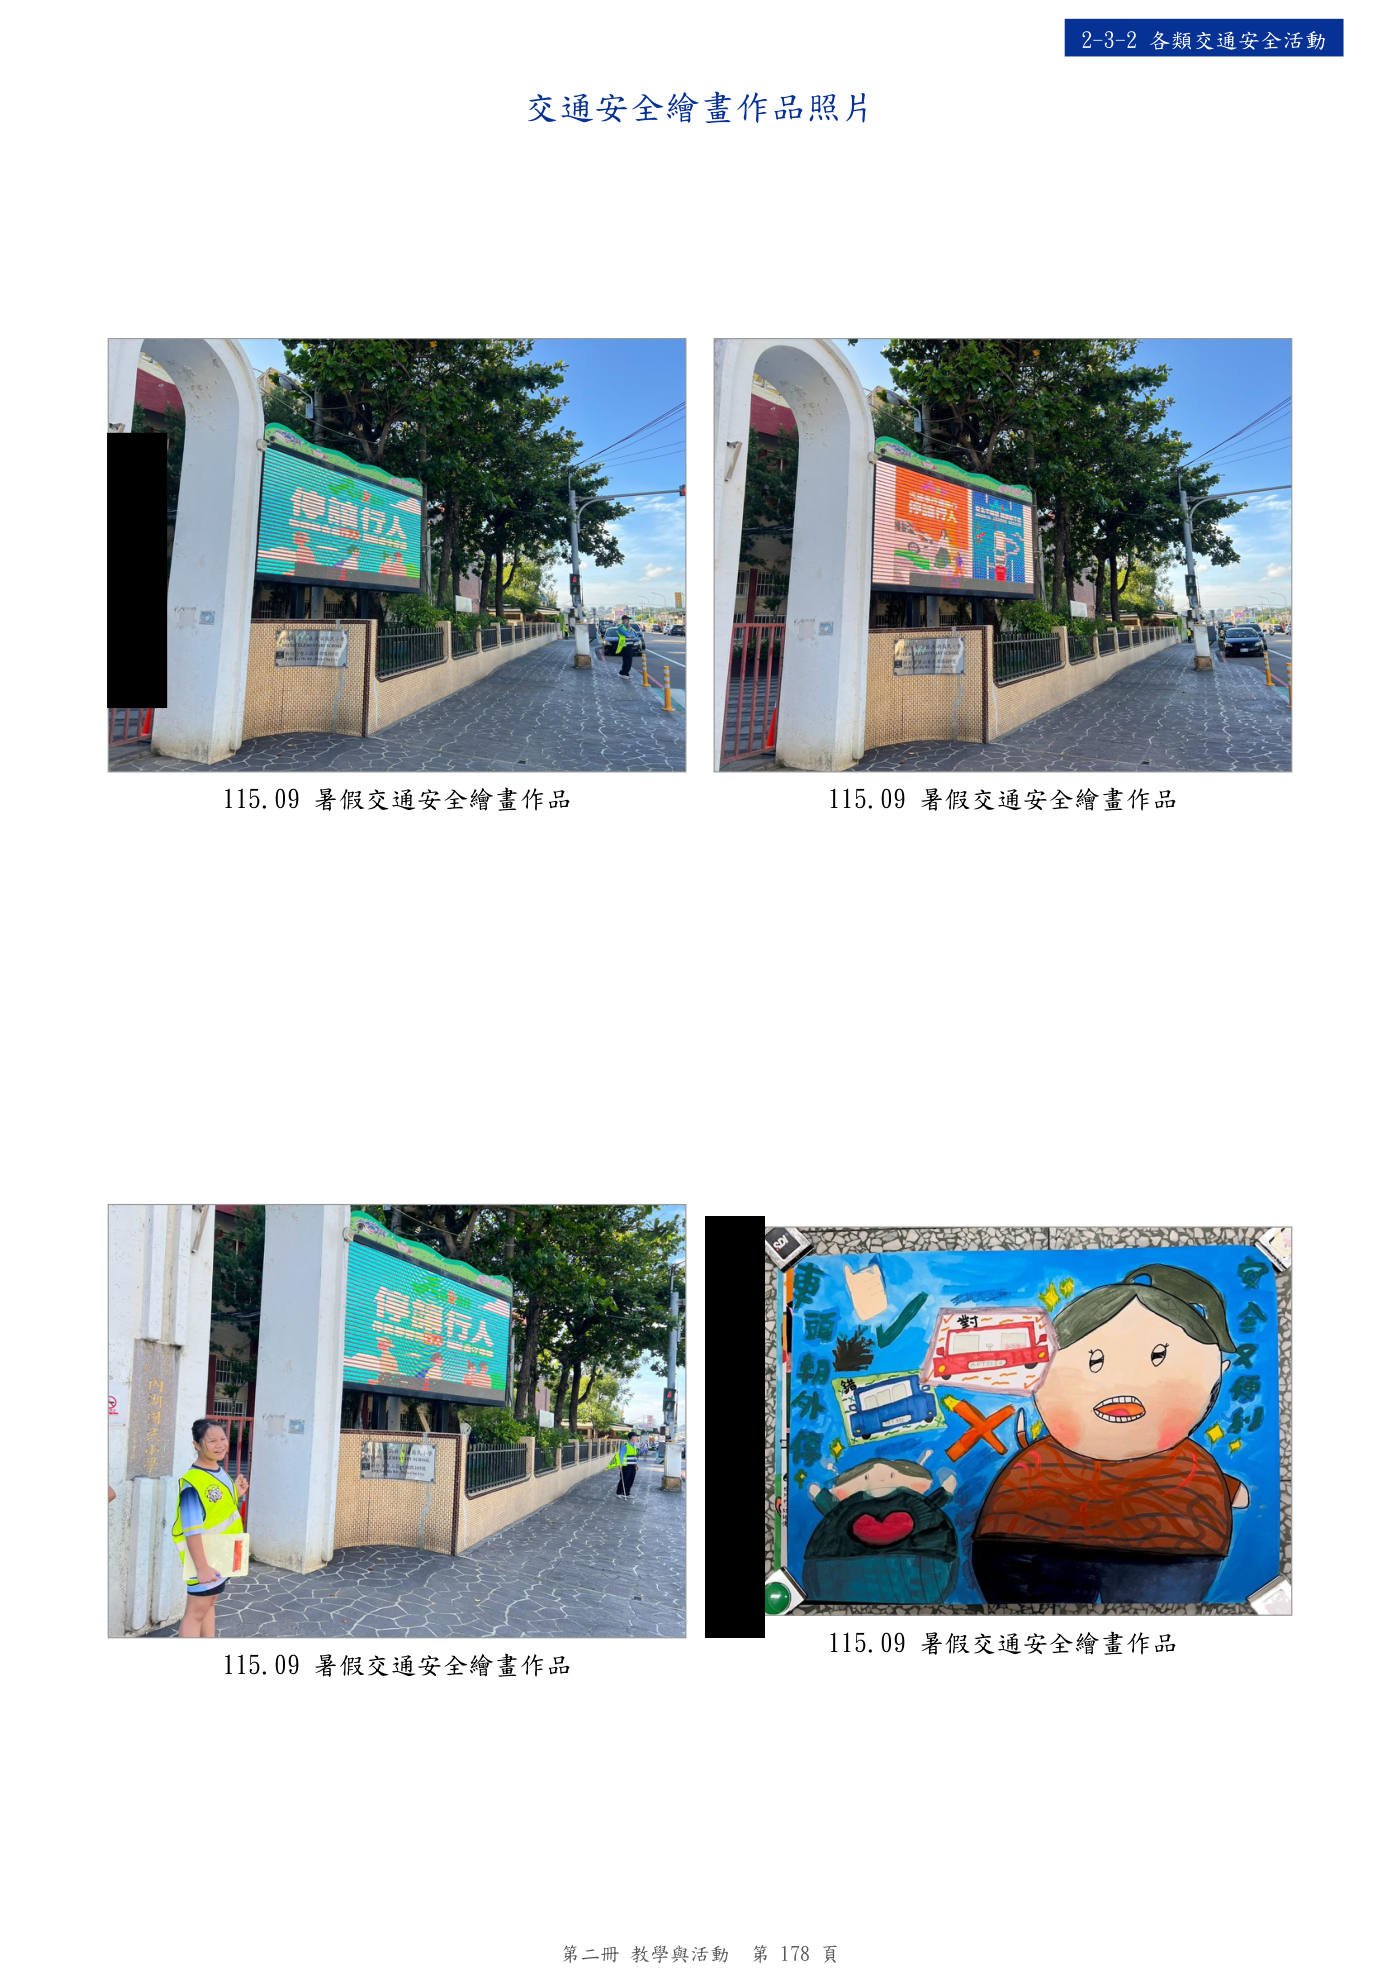 2-3-2 各類交通安全活動
交通安全繪畫作品照片
停讓行人
停讓行人
115.09 暑假交通安全繪畫作品
115.09 暑假交通安全繪畫作品
停讓行人
SDI
車頭朝外停
安全又便利
對
錯
115.09 暑假交通安全繪畫作品
115.09 暑假交通安全繪畫作品
第二冊 教學與活動 第 178 頁